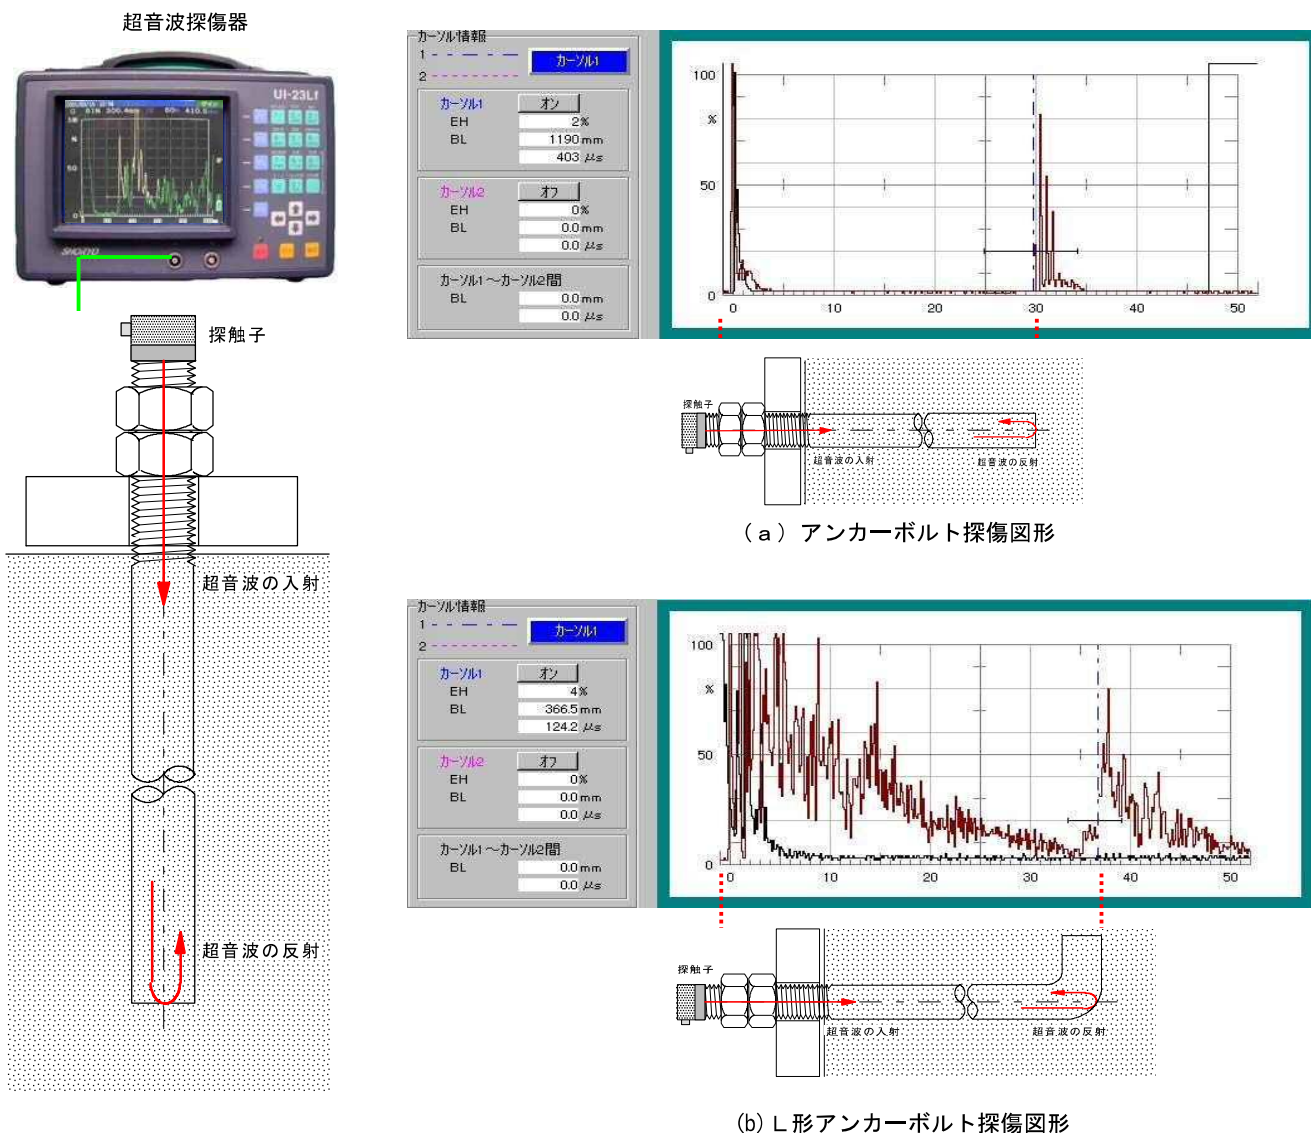 超音波探傷器
UI-23Lf
探触子
超音波の入射
超音波の反射
カーソル情報
1
カーソル1
2
カーソル1
オン
EH
2%
BL
1190mm
403 μs
カーソル2
オフ
EH
0%
BL
0.0mm
0.0 μs
カーソル1～カーソル2間
BL
0.0mm
0.0 μs
100
%
50
0
0 10 20 30 40 50
探触子
超音波の入射
超音波の反射
(a) アンカーボルト探傷図形
カーソル情報
1
カーソル1
2
カーソル1
オン
EH
4%
BL
366.5mm
124.2 μs
カーソル2
オフ
EH
0%
BL
0.0mm
0.0 μs
カーソル1～カーソル2間
BL
0.0mm
0.0 μs
100
%
50
0
0 10 20 30 40 50
探触子
超音波の入射
超音波の反射
(b) L形アンカーボルト探傷図形